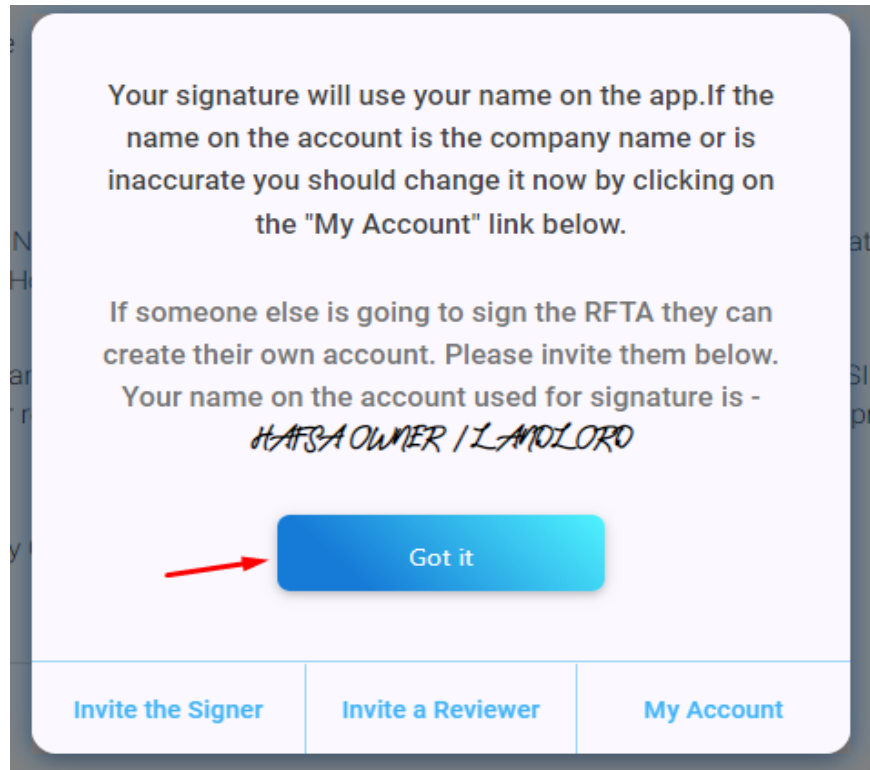 Your signature will use your name on the app.If the
name on the account is the company name or is
inaccurate you should change it now by clicking on
the "My Account" link below.
If someone else is going to sign the RFTA they can
create their own account. Please invite them below.
Your name on the account used for signature is -
HAFSA OWNER / LANDLORD
Got it
Invite the Signer
Invite a Reviewer
My Account